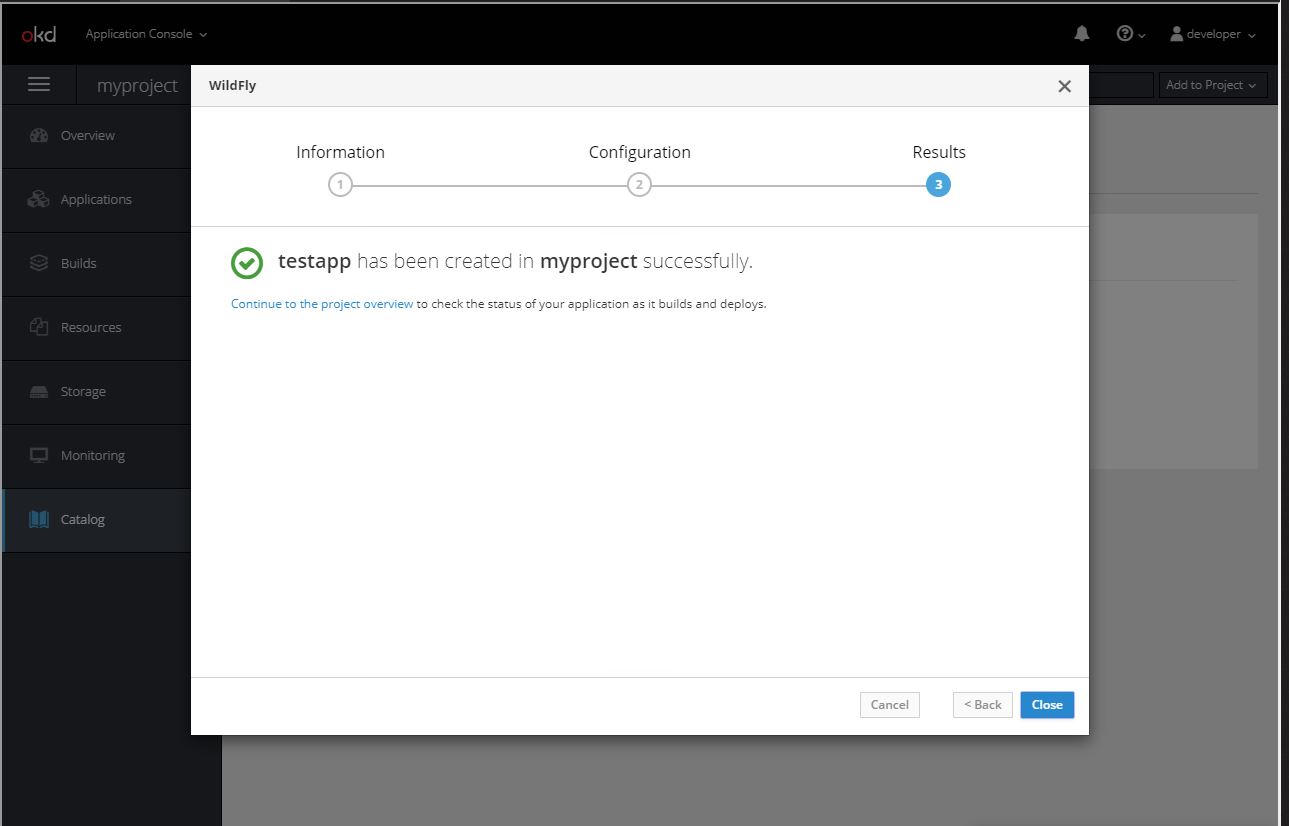 okd Application Console developer
myproject Add to Project
WildFly
Information Configuration Results
1 2 3
testapp has been created in myproject successfully.
Continue to the project overview to check the status of your application as it builds and deploys.
Overview
Applications
Builds
Resources
Storage
Monitoring
Catalog
Cancel < Back Close